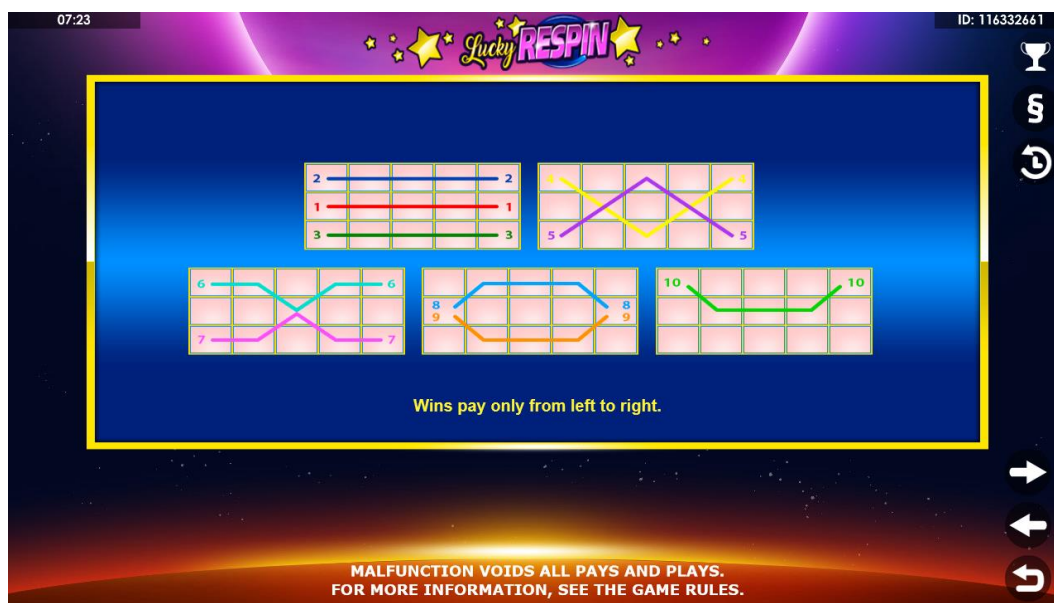 07:23
ID: 116332661
Lucky RESPIN
§
2 2
1 1
3 3
4 4
5 5
6 6
7 7
8 8
9 9
10 10
Wins pay only from left to right.
MALFUNCTION VOIDS ALL PAYS AND PLAYS.
FOR MORE INFORMATION, SEE THE GAME RULES.